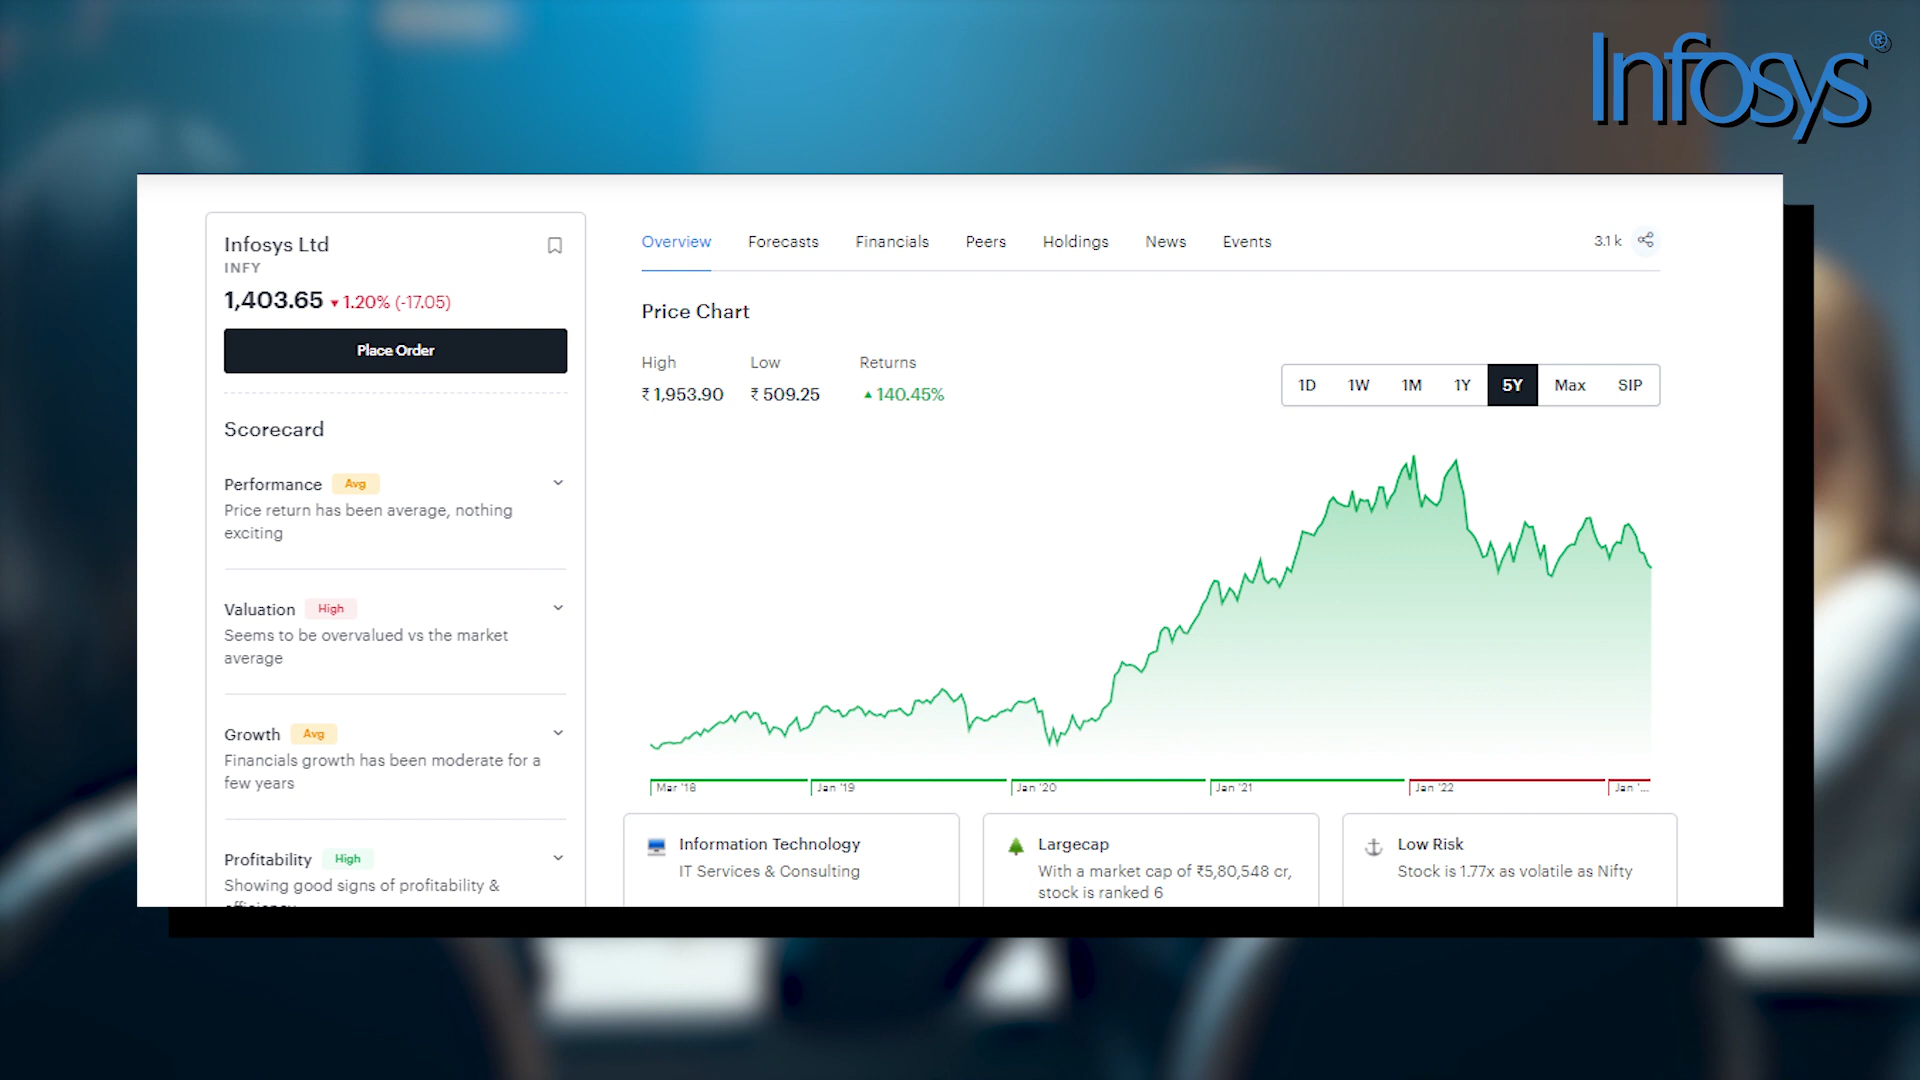 Infosys®
Infosys Ltd
INFY
1,403.65 ▾ 1.20% (-17.05)
Place Order
Scorecard
Performance Avg
Price return has been average, nothing
exciting
Valuation High
Seems to be overvalued vs the market
average
Growth Avg
Financials growth has been moderate for a
few years
Profitability High
Showing good signs of profitability &
Overview Forecasts Financials Peers Holdings News Events
3.1 k
Price Chart
High Low Returns
₹ 1,953.90 ₹ 509.25 ▲ 140.45%
1D 1W 1M 1Y 5Y Max SIP
Mar '18 Jan '19 Jan '20 Jan '21 Jan '22 Jan '...
Information Technology
IT Services & Consulting
Largecap
With a market cap of ₹5,80,548 cr,
stock is ranked 6
Low Risk
Stock is 1.77x as volatile as Nifty